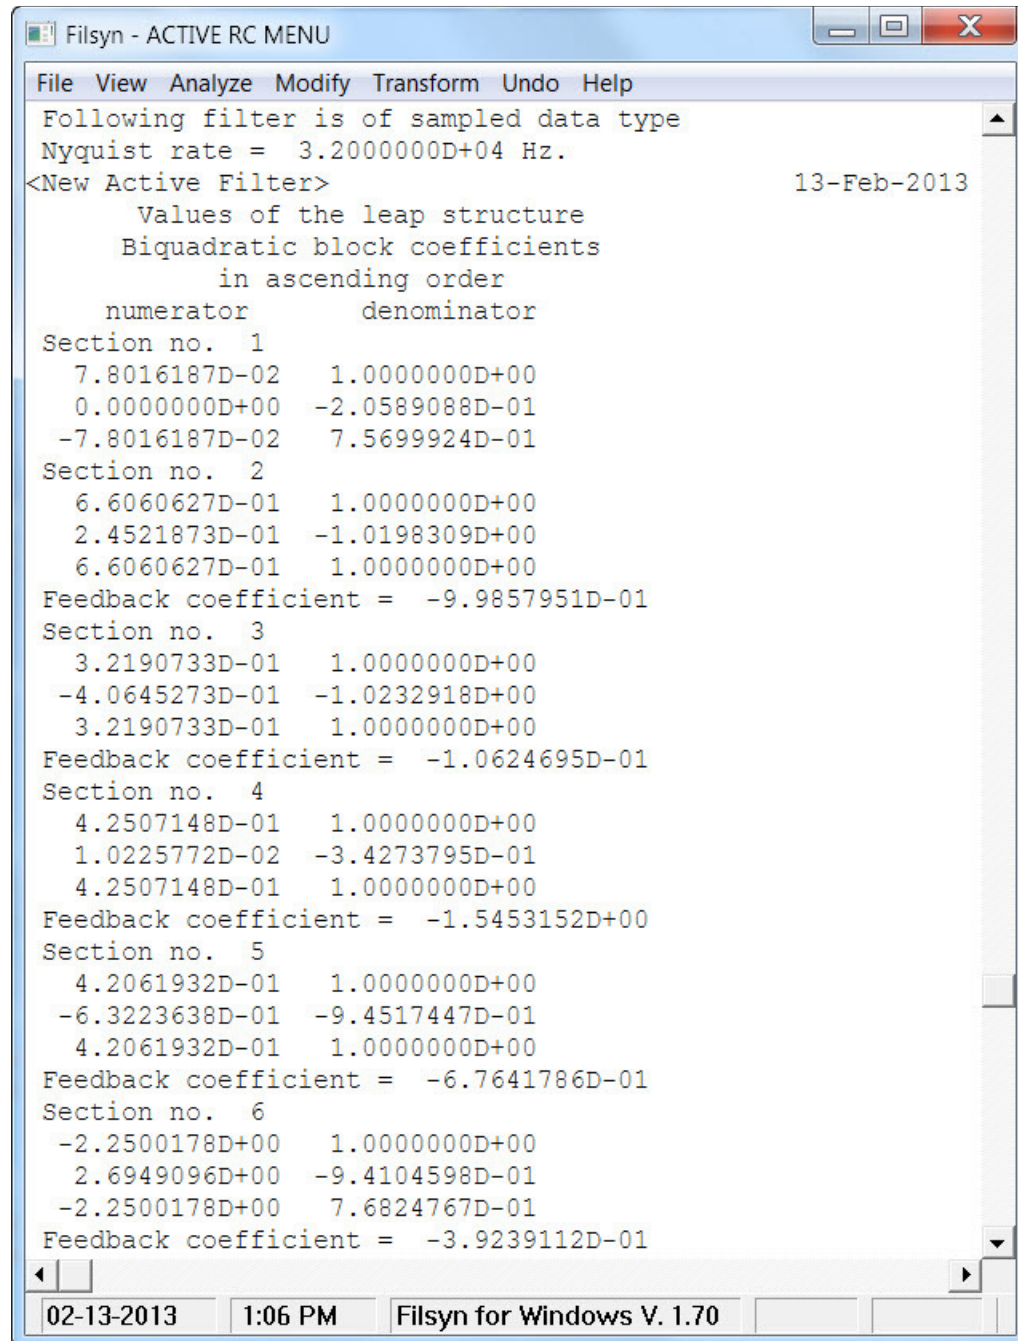 Filsyn - ACTIVE RC MENU
File View Analyze Modify Transform Undo Help
Following filter is of sampled data type
Nyquist rate = 3.2000000D+04 Hz.
<New Active Filter> 13-Feb-2013
Values of the leap structure
Biquadratic block coefficients
in ascending order
numerator denominator
Section no. 1
7.8016187D-02 1.0000000D+00
0.0000000D+00 -2.0589088D-01
-7.8016187D-02 7.5699924D-01
Section no. 2
6.6060627D-01 1.0000000D+00
2.4521873D-01 -1.0198309D+00
6.6060627D-01 1.0000000D+00
Feedback coefficient = -9.9857951D-01
Section no. 3
3.2190733D-01 1.0000000D+00
-4.0645273D-01 -1.0232918D+00
3.2190733D-01 1.0000000D+00
Feedback coefficient = -1.0624695D-01
Section no. 4
4.2507148D-01 1.0000000D+00
1.0225772D-02 -3.4273795D-01
4.2507148D-01 1.0000000D+00
Feedback coefficient = -1.5453152D+00
Section no. 5
4.2061932D-01 1.0000000D+00
-6.3223638D-01 -9.4517447D-01
4.2061932D-01 1.0000000D+00
Feedback coefficient = -6.7641786D-01
Section no. 6
-2.2500178D+00 1.0000000D+00
2.6949096D+00 -9.4104598D-01
-2.2500178D+00 7.6824767D-01
Feedback coefficient = -3.9239112D-01
02-13-2013 1:06 PM Filsyn for Windows V. 1.70